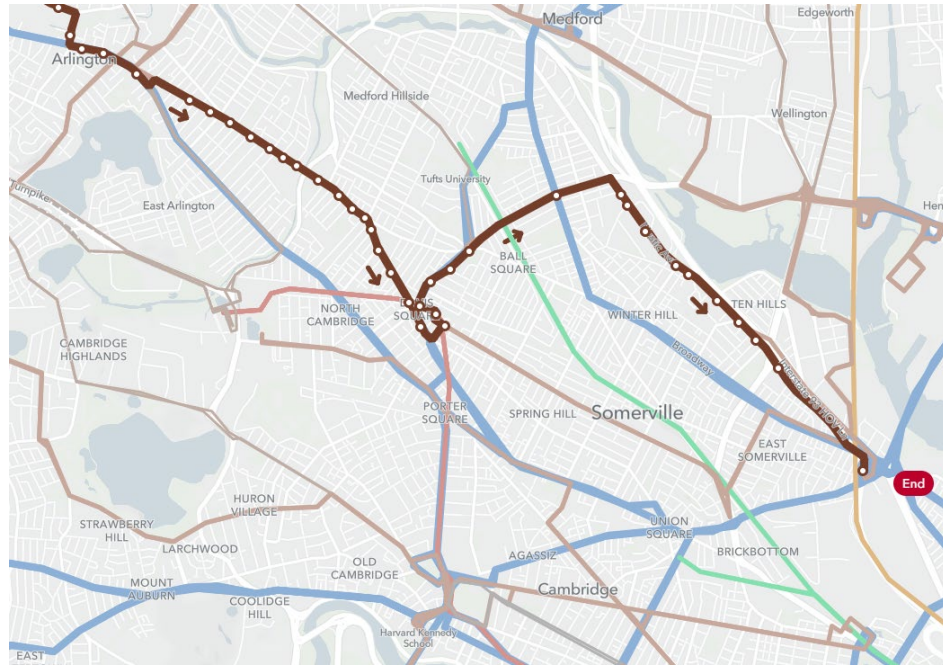 Medford
Edgeworth
Arlington
Medford Hillside
Wellington
Tufts University
Turnpike
East Arlington
BALL
SQUARE
NORTH
CAMBRIDGE
SQUARE
WINTER HILL
TEN HILLS
CAMBRIDGE
HIGHLANDS
Broadway
PORTER
SQUARE
SPRING HILL
Somerville
EAST
SOMERVILLE
End
HURON
VILLAGE
STRAWBERRY
HILL
UNION
SQUARE
LARCHWOOD
AGASSIZ
BRICKBOTTOM
OLD
CAMBRIDGE
MOUNT
AUBURN
COOLIDGE
HILL
Cambridge
Harvard Kennedy
School
EAST